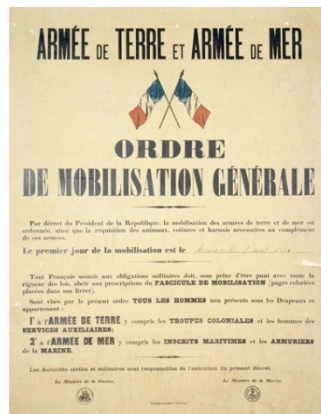 ARMÉE DE TERRE ET ARMÉE DE MER
ORDRE
DE MOBILISATION GÉNÉRALE
Par décret du Président de la République, la mobilisation des armées de terre et de mer est
ordonnée, ainsi que la réquisition des animaux, voitures et harnais nécessaires au complément
de ces armées.
Le premier jour de la mobilisation est le
Tout Français soumis aux obligations militaires doit, sous peine d'être puni avec toute la
rigueur des lois, obéir aux prescriptions du FASCICULE DE MOBILISATION (pages coloriées
placées dans son livret).
Sont visés par le présent ordre TOUS LES HOMMES non présents sous les Drapeaux et
appartenant :
1° à l'ARMÉE DE TERRE y compris les TROUPES COLONIALES et les hommes des
SERVICES AUXILIAIRES;
2° à l'ARMÉE DE MER y compris les INSCRITS MARITIMES et les ARMURIERS
de la MARINE.
Les Autorités civiles et militaires sont responsables de l'exécution du présent décret.
Le Ministre de la Guerre, Le Ministre de la Marine,